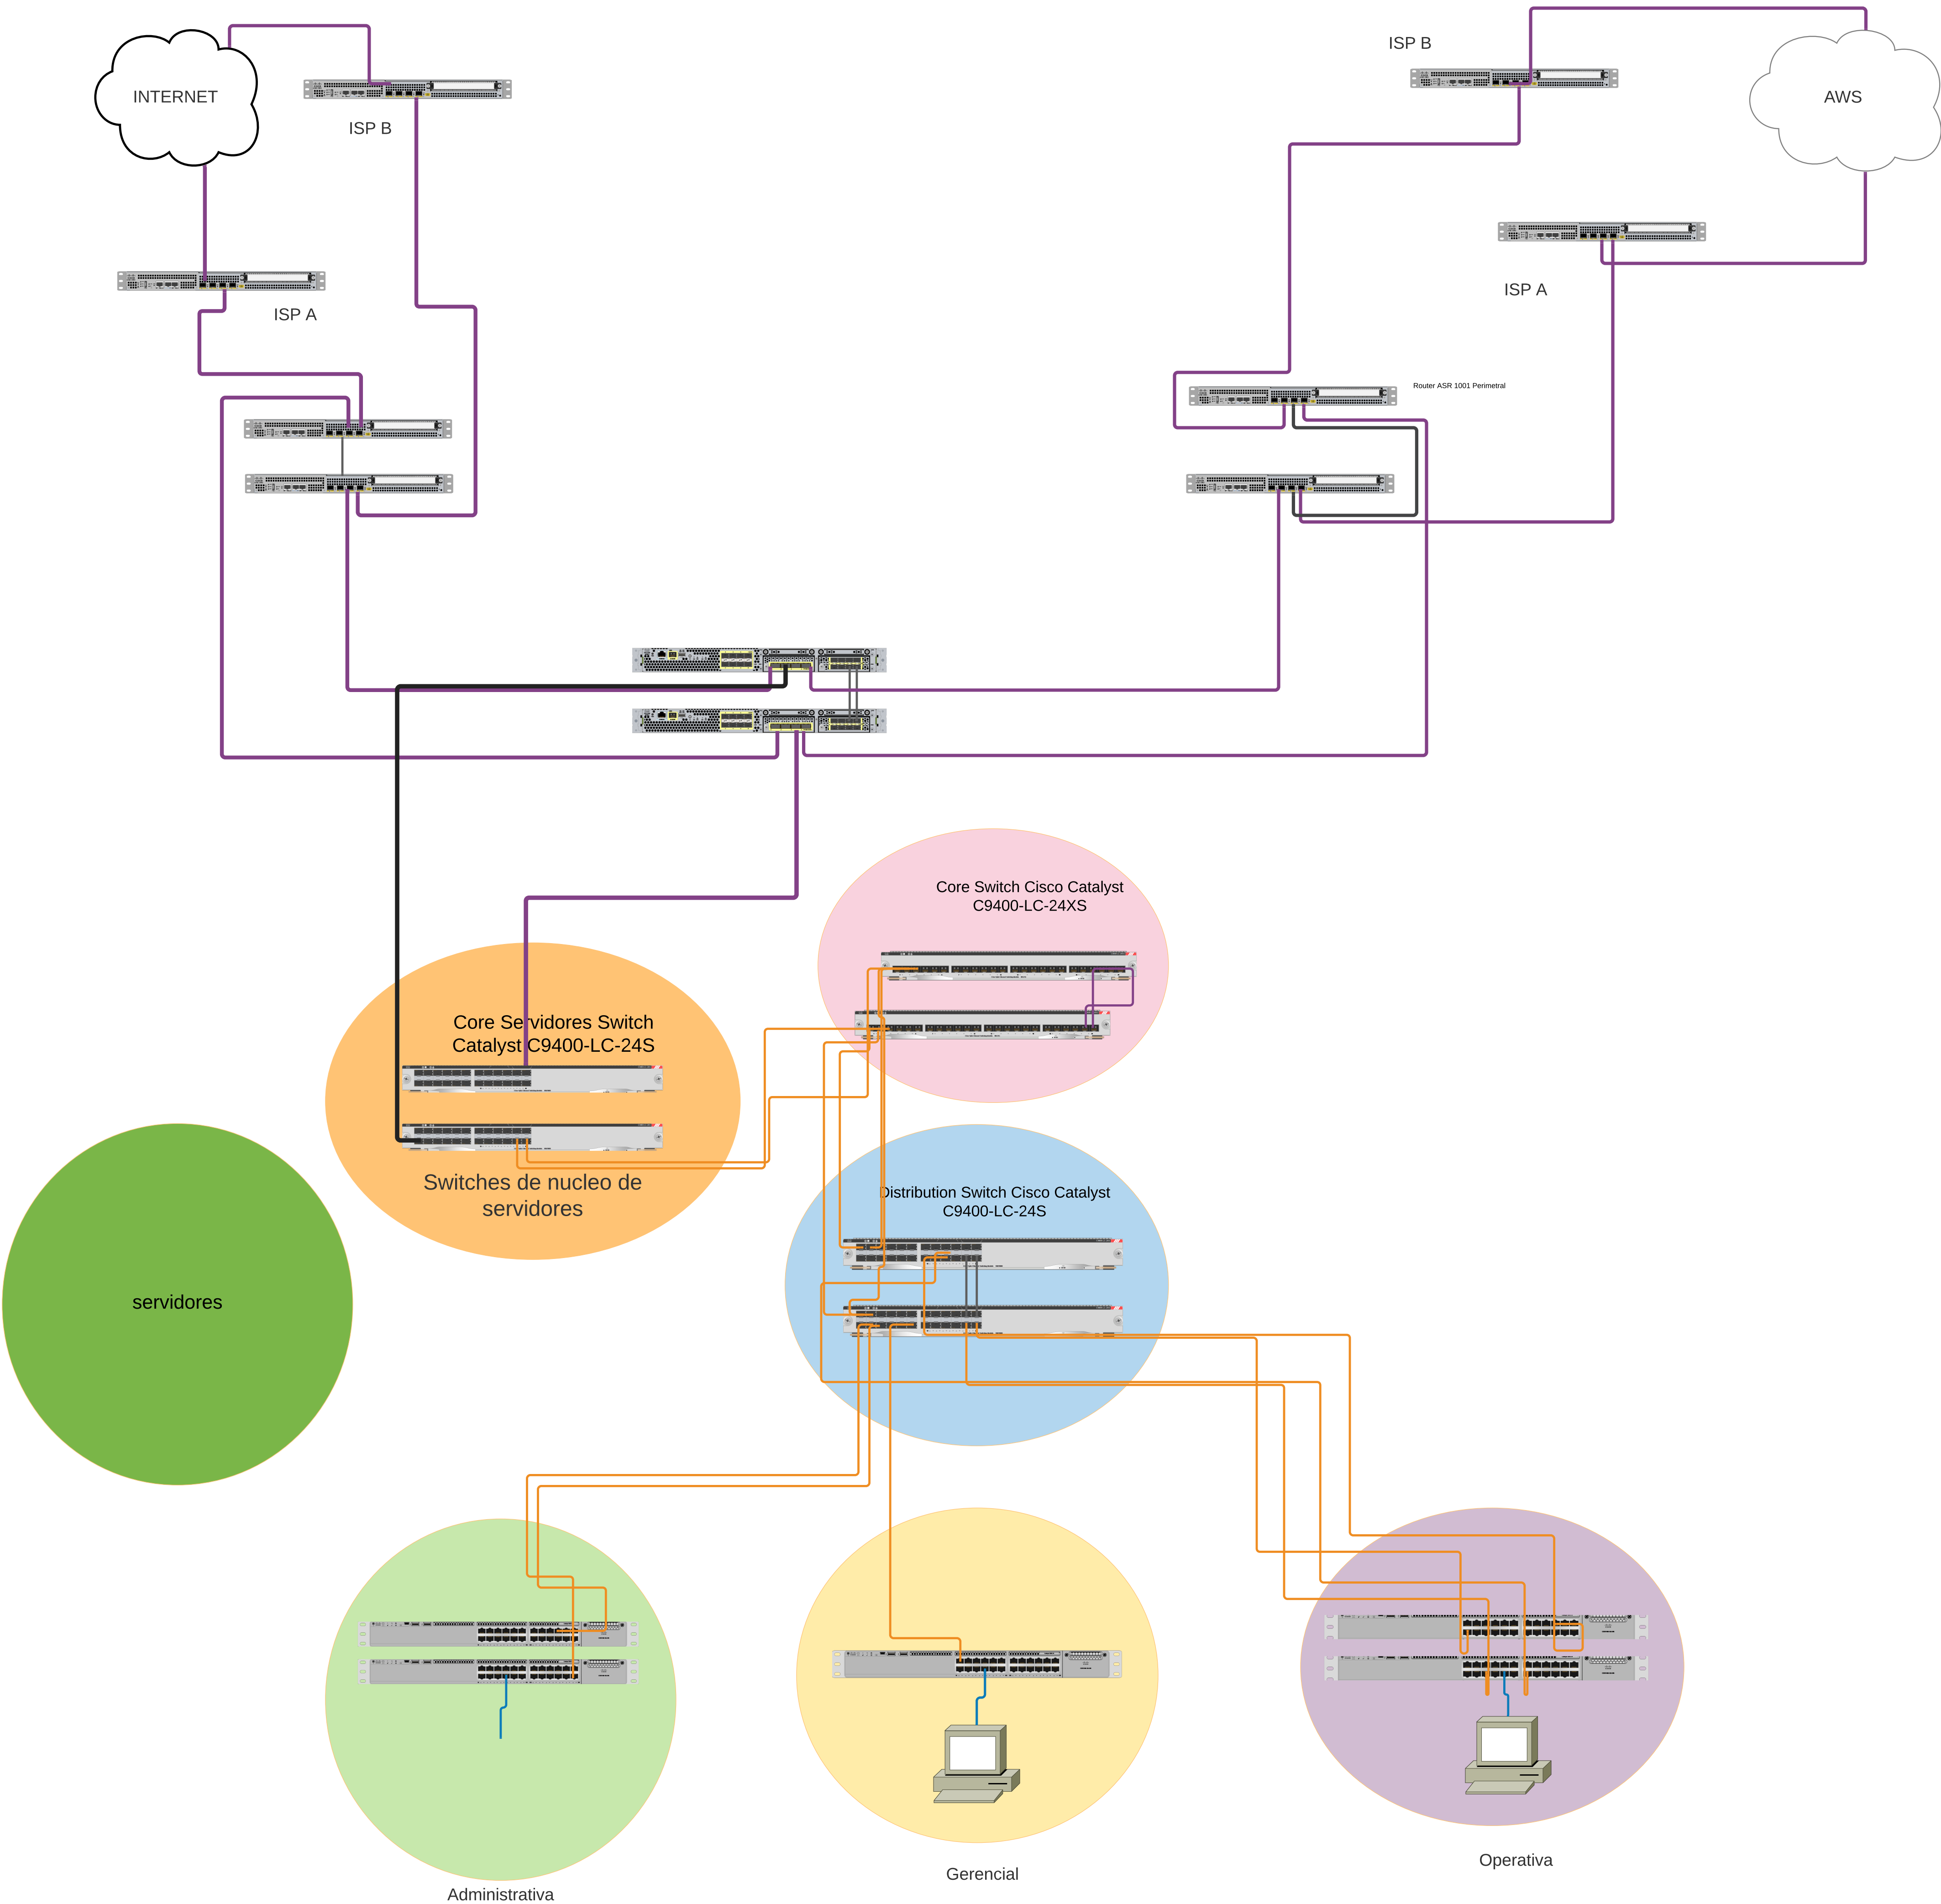 ISP B
INTERNET
ISP B
AWS
ISP A
ISP A
Router ASR 1001 Perimetral
Core Switch Cisco Catalyst
C9400-LC-24XS
Core Servidores Switch
Catalyst C9400-LC-24S
Switches de nucleo de
servidores
Distribution Switch Cisco Catalyst
C9400-LC-24S
servidores
Operativa
Gerencial
Administrativa